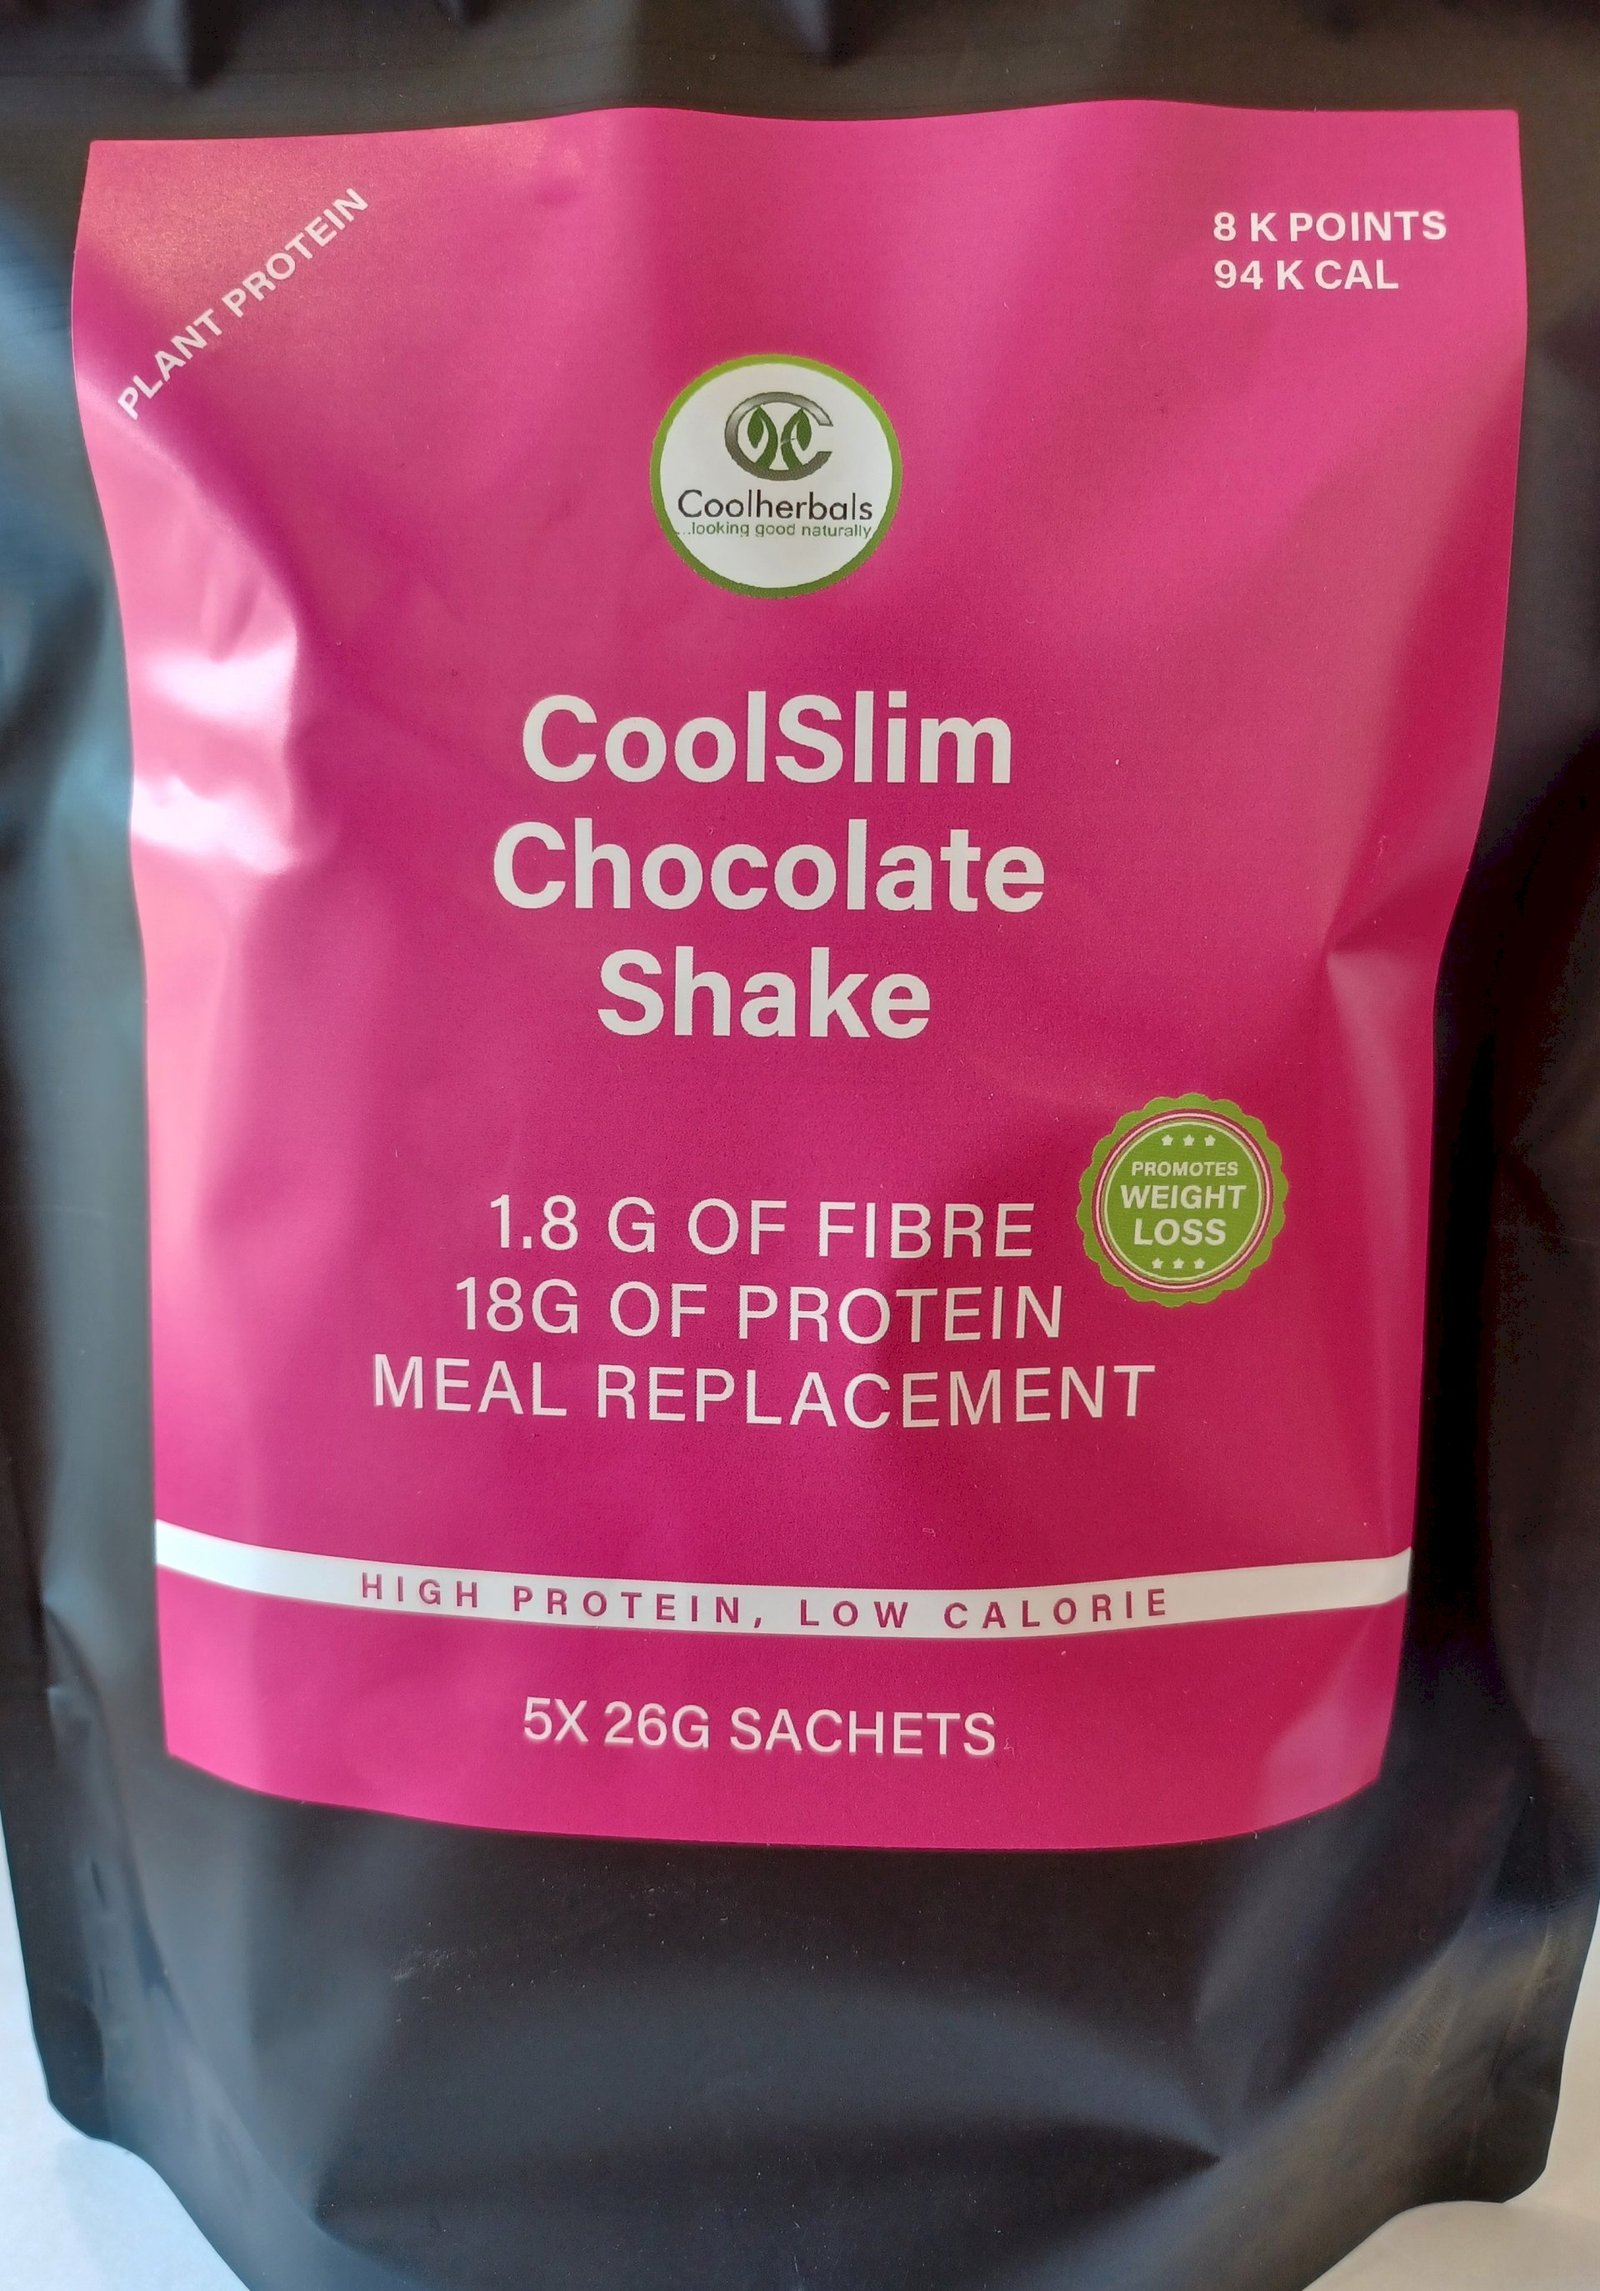 PLANT PROTEIN
8 K POINTS
94 K CAL
Coolherbals
...looking good naturally
CoolSlim
Chocolate
Shake
PROMOTES
WEIGHT
LOSS
1.8 G OF FIBRE
18G OF PROTEIN
MEAL REPLACEMENT
HIGH PROTEIN, LOW CALORIE
5X 26G SACHETS